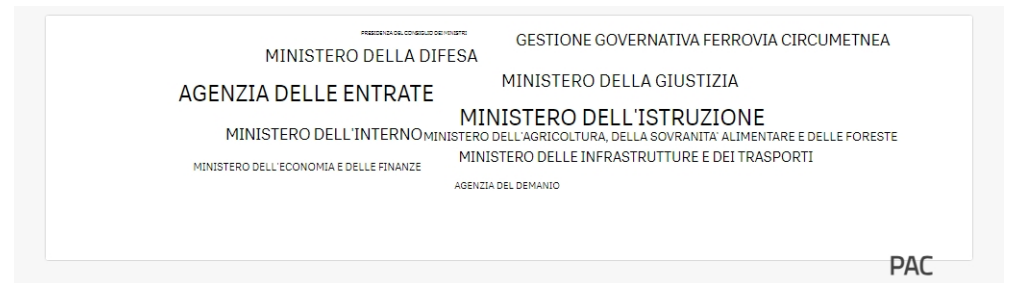 PRESIDENZA DEL CONSIGLIO DEI MINISTRI
GESTIONE GOVERNATIVA FERROVIA CIRCUMETNEA
MINISTERO DELLA DIFESA
MINISTERO DELLA GIUSTIZIA
AGENZIA DELLE ENTRATE
MINISTERO DELL'ISTRUZIONE
MINISTERO DELL'INTERNO
MINISTERO DELL'AGRICOLTURA, DELLA SOVRANITA' ALIMENTARE E DELLE FORESTE
MINISTERO DELLE INFRASTRUTTURE E DEI TRASPORTI
MINISTERO DELL'ECONOMIA E DELLE FINANZE
AGENZIA DEL DEMANIO
PAC